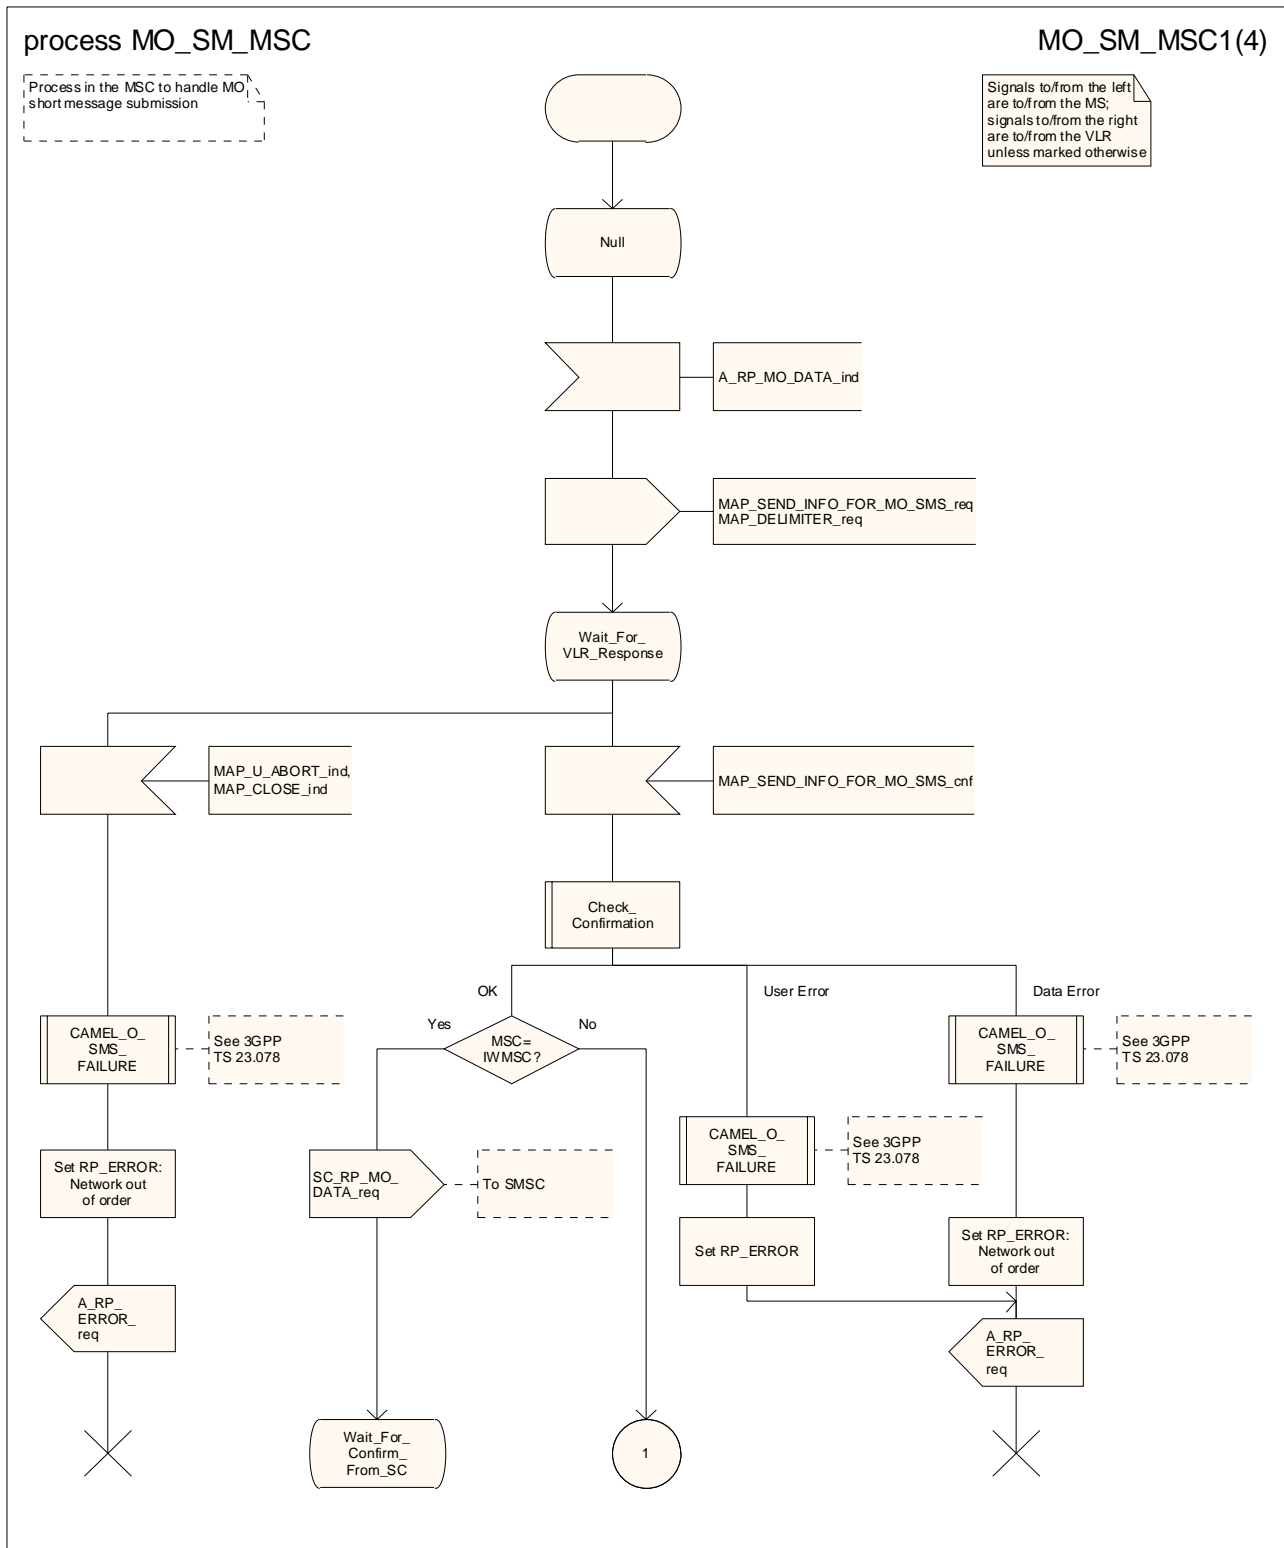 process MO_SM_MSC
MO_SM_MSC1(4)
Process in the MSC to handle MO
short message submission
Signals to/from the left
are to/from the MS;
signals to/from the right
are to/from the VLR
unless marked otherwise
Null
A_RP_MO_DATA_ind
MAP_SEND_INFO_FOR_MO_SMS_req
MAP_DELIMITER_req
Wait_For_
VLR_Response
MAP_U_ABORT_ind,
MAP_CLOSE_ind
MAP_SEND_INFO_FOR_MO_SMS_cnf
Check_
Confirmation
OK
User Error
Data Error
Yes
No
MSC=
IWMSC?
CAMEL_O_
SMS_
FAILURE
See 3GPP
TS 23.078
CAMEL_O_
SMS_
FAILURE
See 3GPP
TS 23.078
CAMEL_O_
SMS_
FAILURE
See 3GPP
TS 23.078
Set RP_ERROR:
Network out
of order
SC_RP_MO_
DATA_req
To SMSC
Set RP_ERROR
Set RP_ERROR:
Network out
of order
A_RP_
ERROR_
req
A_RP_
ERROR_
req
Wait_For_
Confirm_
From_SC
1